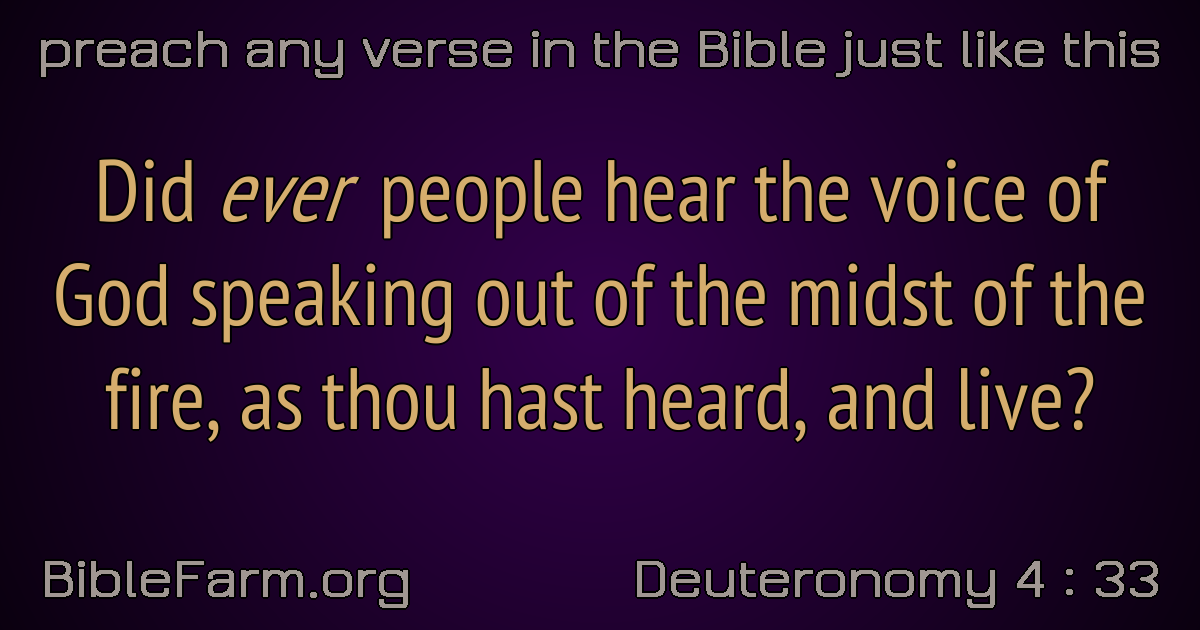 preach any verse in the Bible just like this
Did ever people hear the voice of
God speaking out of the midst of the
fire, as thou hast heard, and live?
BibleFarm.org
Deuteronomy 4 : 33